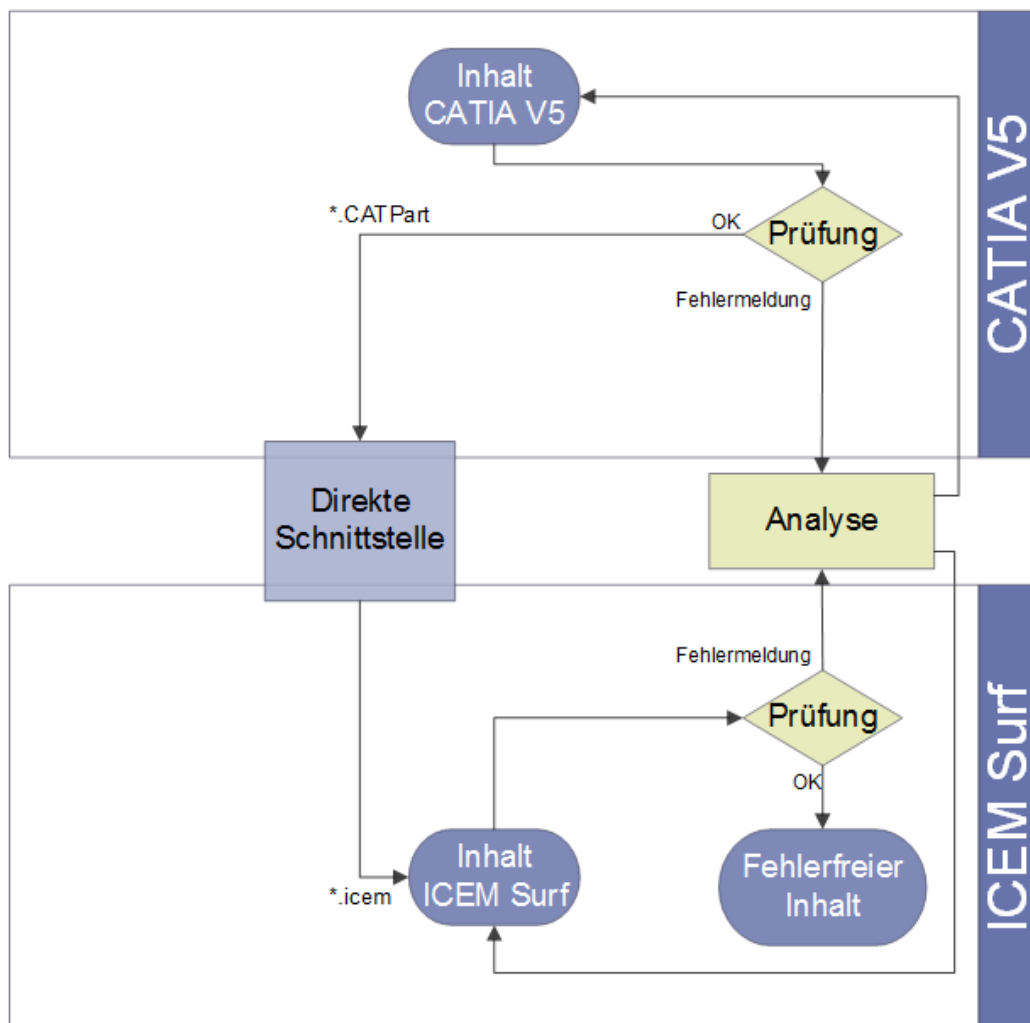 Inhalt
CATIA V5
CATIA V5
*.CATPart
OK
Prüfung
Fehlermeldung
Direkte
Schnittstelle
Analyse
Fehlermeldung
Prüfung
OK
ICEM Surf
Inhalt
ICEM Surf
*.icem
Fehlerfreier
Inhalt